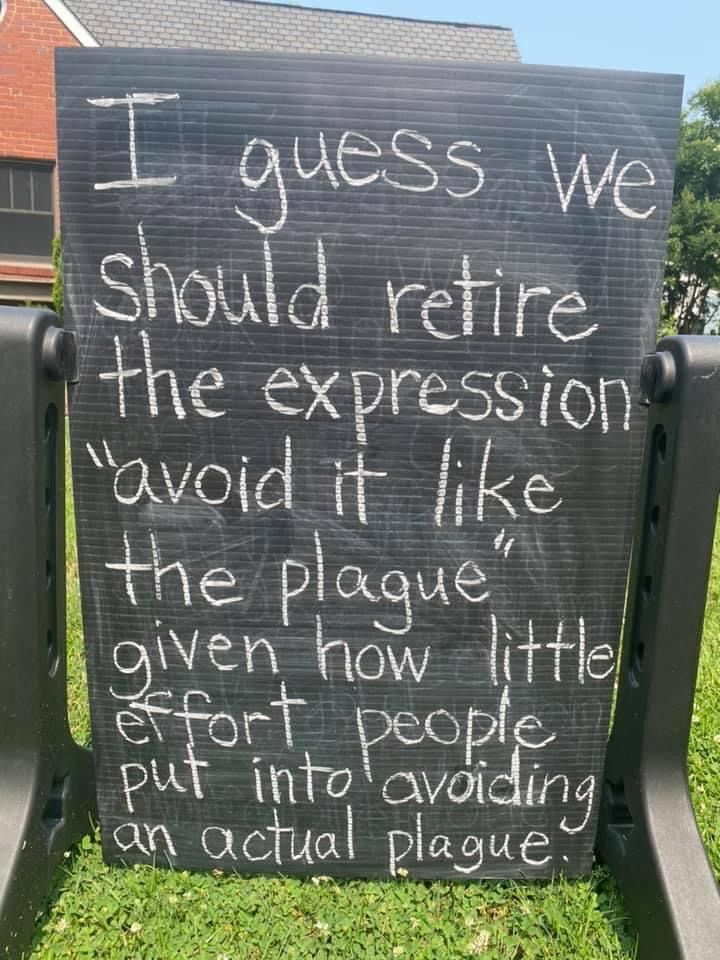 I guess we
should retire
the expression
"avoid it like
the plague"
given how little
effort people
put into avoiding
an actual plague.